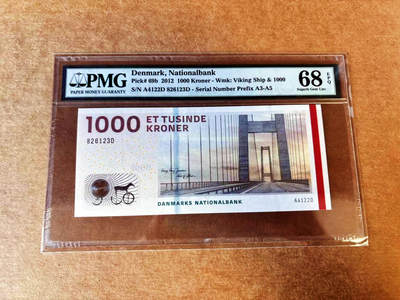 PMG
PAPER MONEY GUARANTY
Denmark, Nationalbank
Pick# 69b 2012 1000 Kroner - Wmk: Viking Ship & 1000
S/N A4122D 826123D - Serial Number Prefix A3-A5
68 EPQ
Superb Gem Unc
1000 ET TUSINDE
KRONER
826123D
DANMARKS NATIONALBANK
A4122D